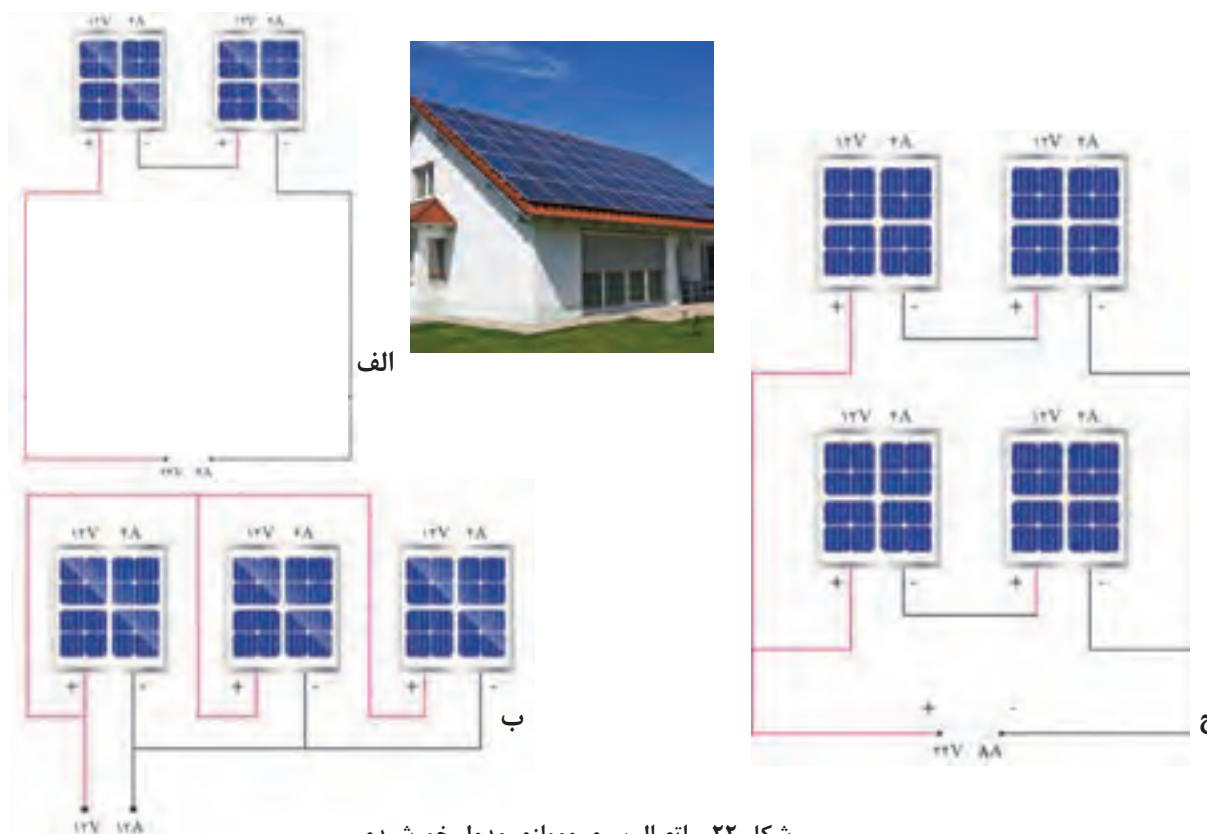 ۱۲V ۴A ۱۲V ۴A
+ - + -
الف
۲۴V ۴A
۱۲V ۴A ۱۲V ۴A ۱۲V ۴A
+ - + - + -
ب
۱۲V ۱۲A
۱۲V ۴A ۱۲V ۴A
+ - + -
۱۲V ۴A ۱۲V ۴A
+ - + -
+ -
ج
۲۴V ۸A
شکل ۲۲ــ اتصال سری و موازی مدول خورشیدی